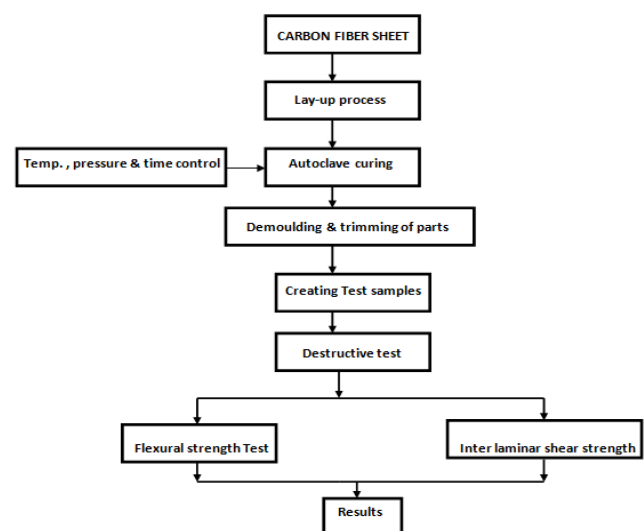 CARBON FIBER SHEET
Lay-up process
Temp. , pressure & time control
Autoclave curing
Demoulding & trimming of parts
Creating Test samples
Destructive test
Flexural strength Test
Inter laminar shear strength
Results